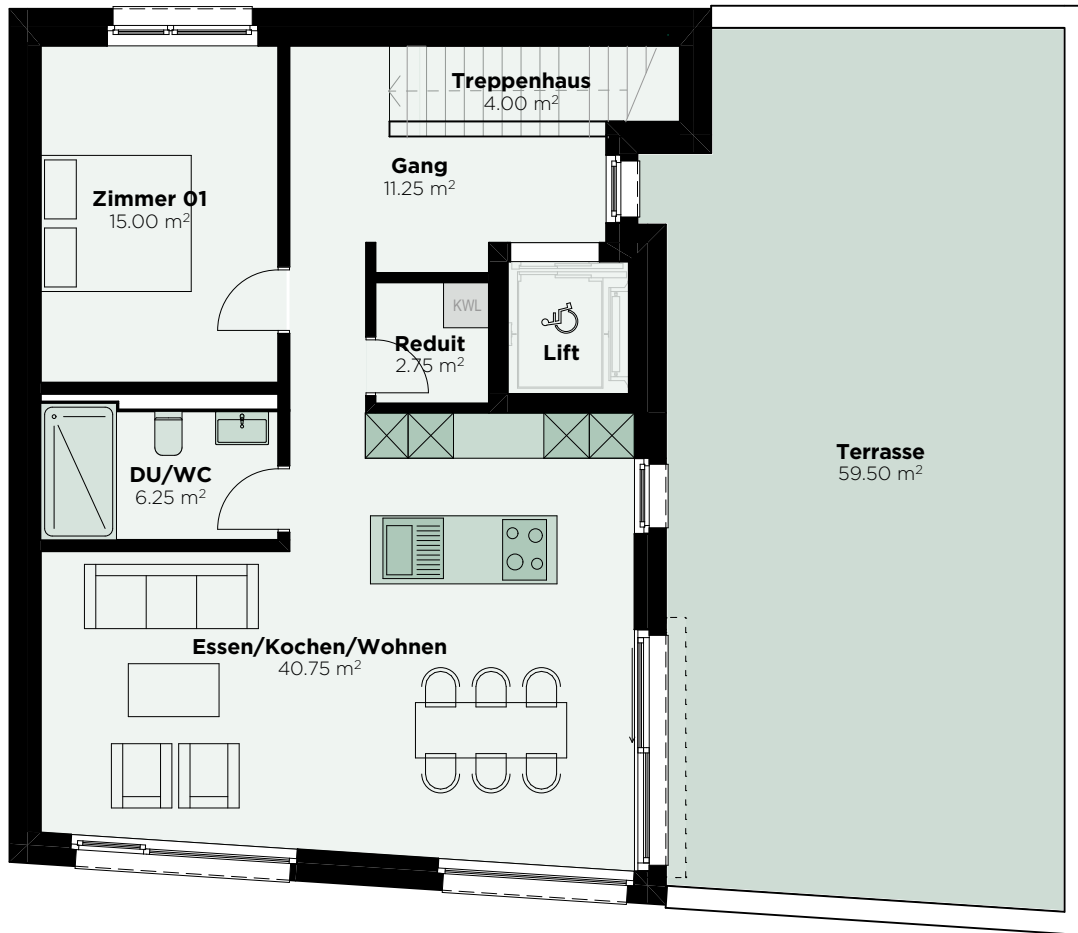 Treppenhaus
4.00 m²
Gang
11.25 m²
Zimmer 01
15.00 m²
KWL
Reduit
2.75 m²
Lift
DU/WC
6.25 m²
Terrasse
59.50 m²
Essen/Kochen/Wohnen
40.75 m²